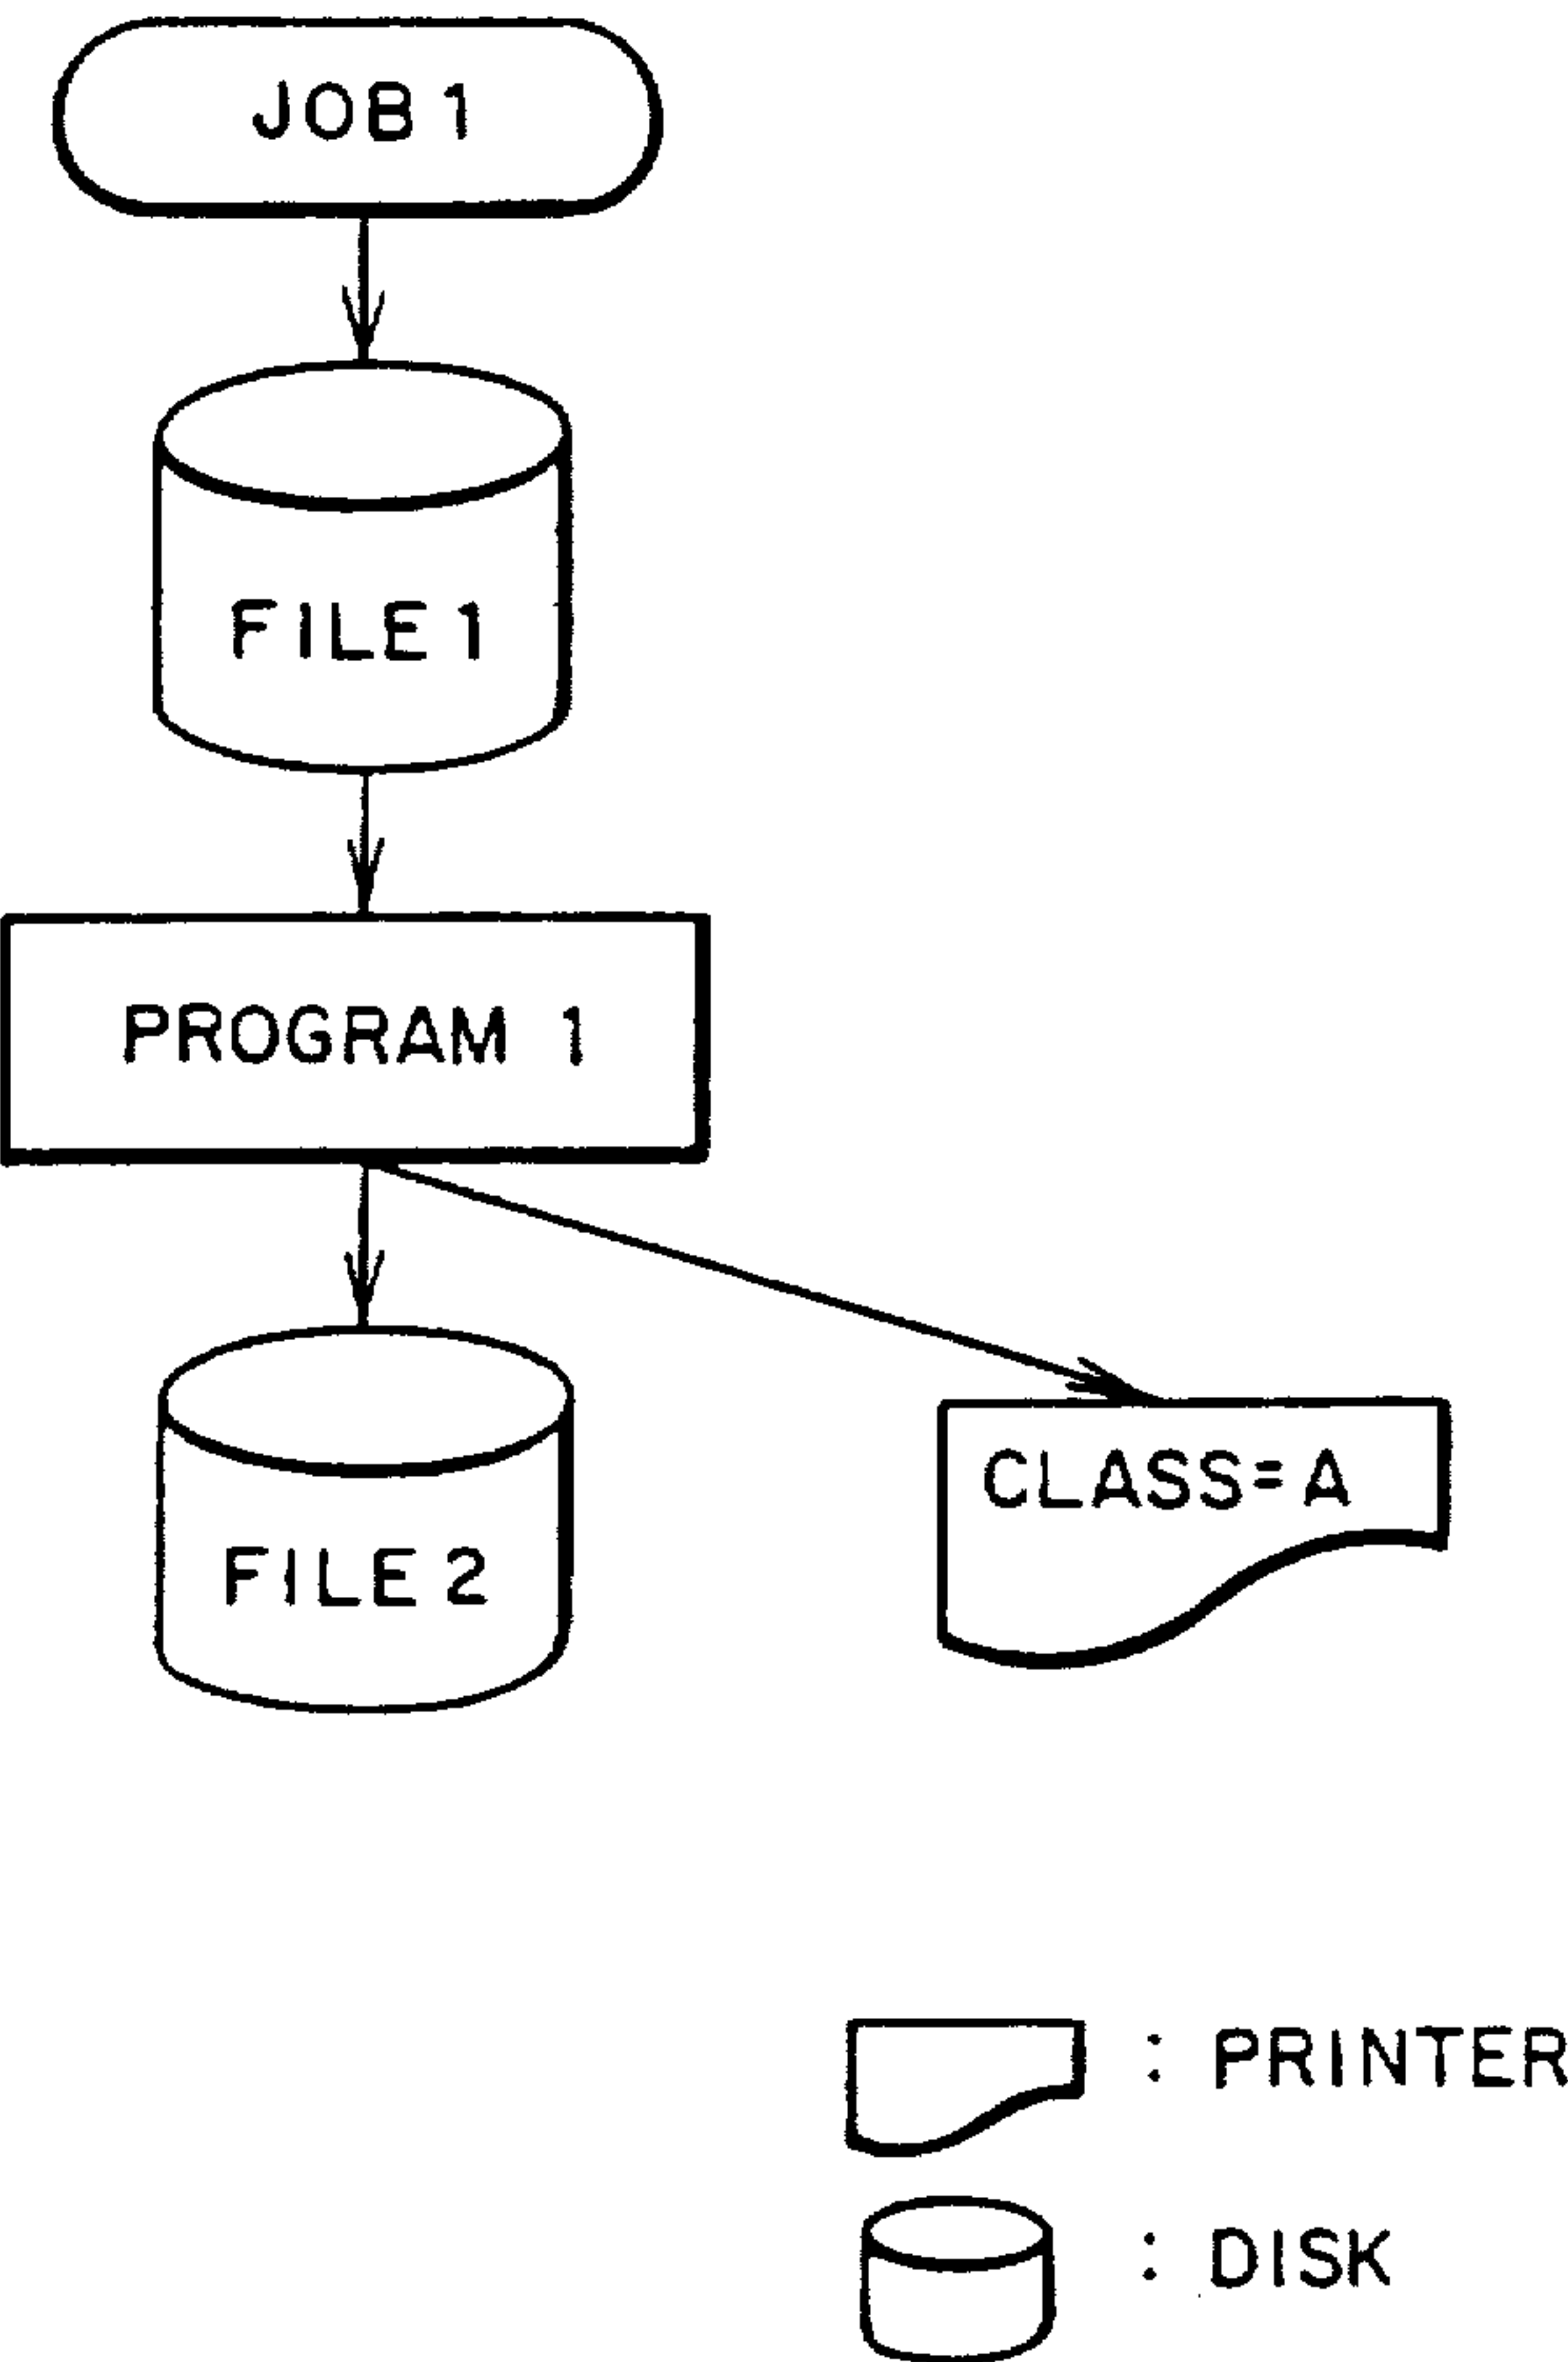 JOB 1
FILE 1
PROGRAM 1
CLASS=A
FILE 2
: PRINTER
: DISK